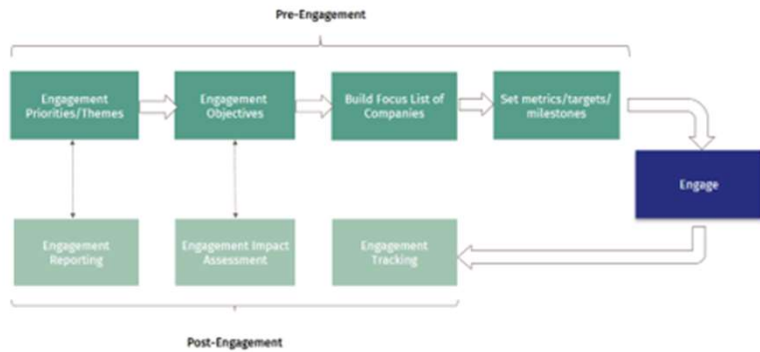 Pre-Engagement
Engagement
Priorities/Themes
Engagement
Objectives
Build Focus List of
Companies
Set metrics/targets/
milestones
Engage
Engagement
Reporting
Engagement Impact
Assessment
Engagement
Tracking
Post-Engagement